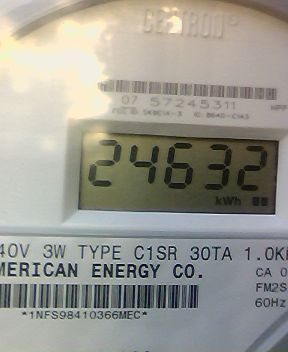 CENTRON®
07 57245311
24632
kWh
40V 3W TYPE C1SR 30TA 1.0K
MERICAN ENERGY CO.
CA 0
FM2S
60Hz
*1NFS98410366MEC*